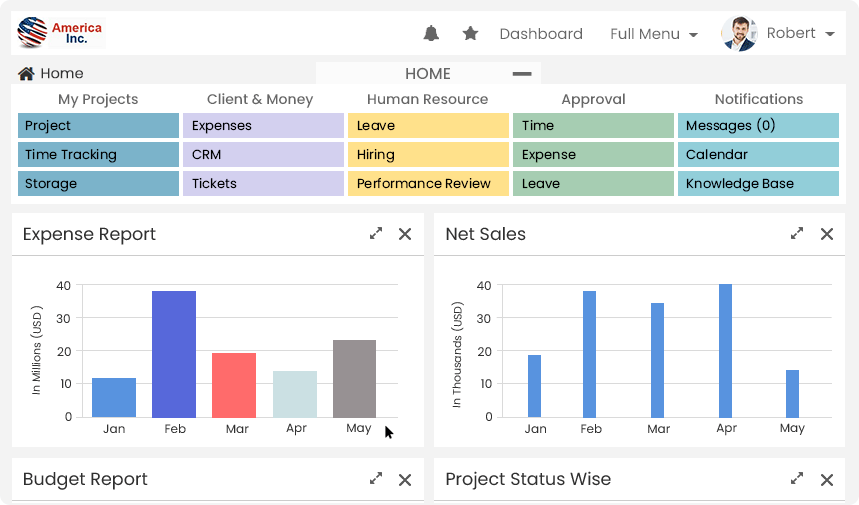 America
Inc.
Dashboard
Full Menu
Robert
Home
HOME
My Projects
Client & Money
Human Resource
Approval
Notifications
Project
Expenses
Leave
Time
Messages (0)
Time Tracking
CRM
Hiring
Expense
Calendar
Storage
Tickets
Performance Review
Leave
Knowledge Base
Expense Report
In Millions (USD )
40
30
20
10
0
Jan
Feb
Mar
Apr
May
Net Sales
In Thousands (USD)
40
30
20
10
0
Jan
Feb
Mar
Apr
May
Budget Report
Project Status Wise